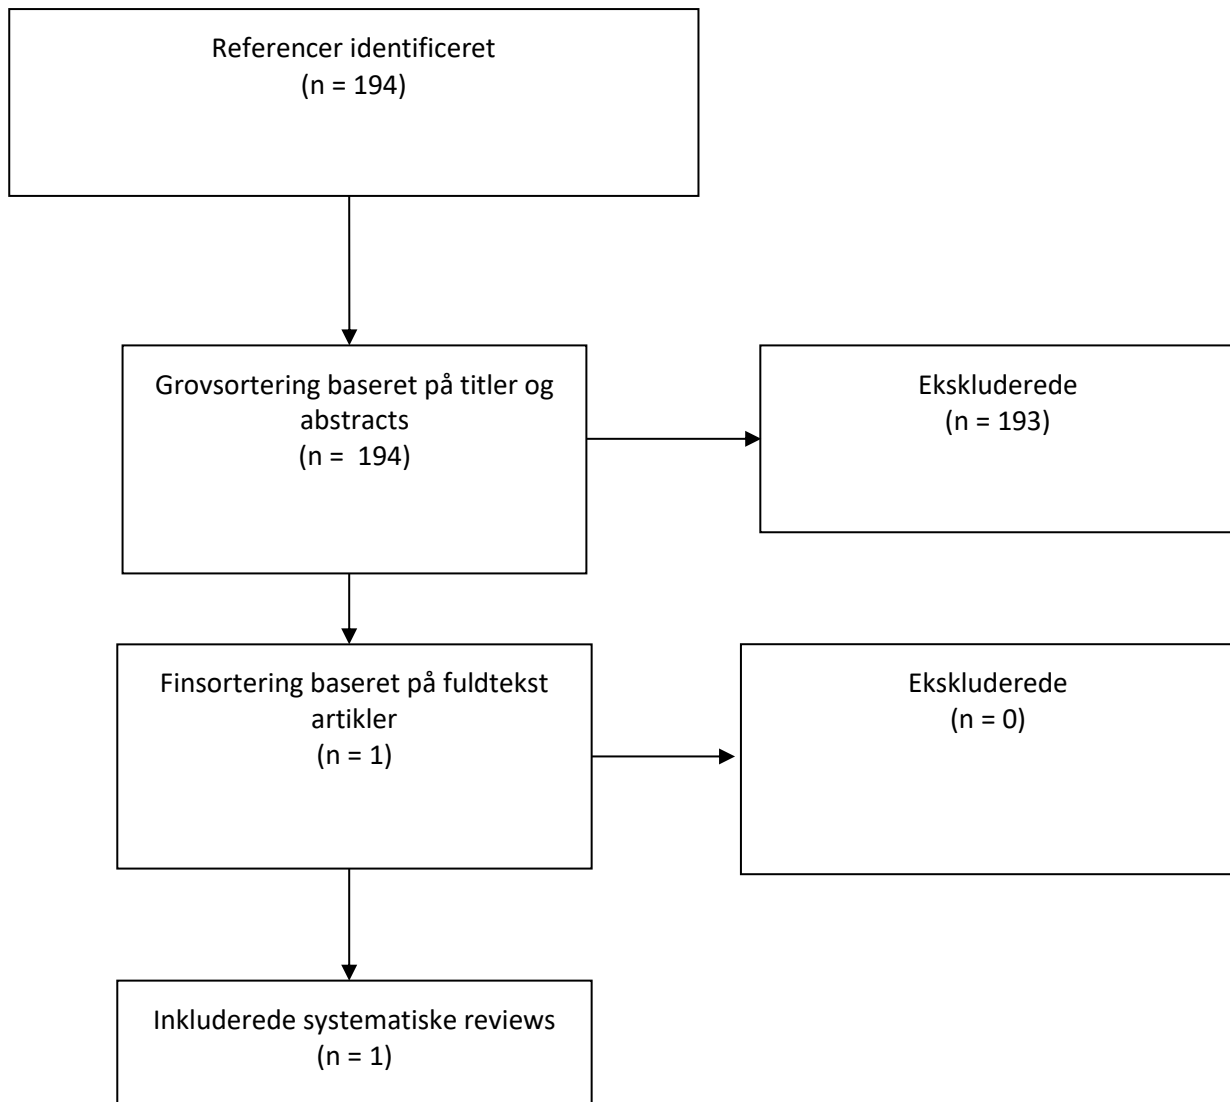 Referencer identificeret
(n = 194)
Grovsortering baseret på titler og
abstracts
(n =  194)
Ekskluderede
(n = 193)
Finsortering baseret på fuldtekst
artikler
(n = 1)
Ekskluderede
(n = 0)
Inkluderede systematiske reviews
(n = 1)